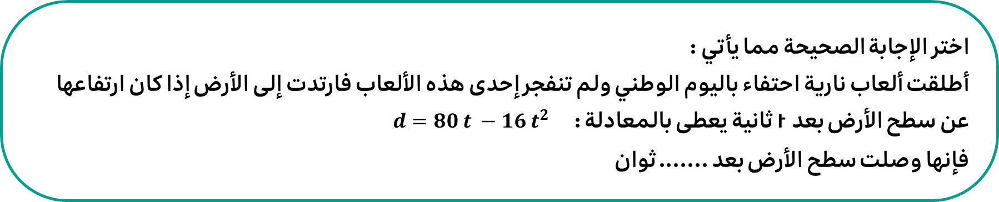 اختر الإجابة الصحيحة مما يأتي :
أطلقت ألعاب نارية احتفاء باليوم الوطني ولم تنفجر إحدى هذه الألعاب فارتدت إلى الأرض إذا كان ارتفاعها
عن سطح الأرض بعد t ثانية يعطى بالمعادلة : d = 80 t − 16 t²
فإنها وصلت سطح الأرض بعد ....... ثوان